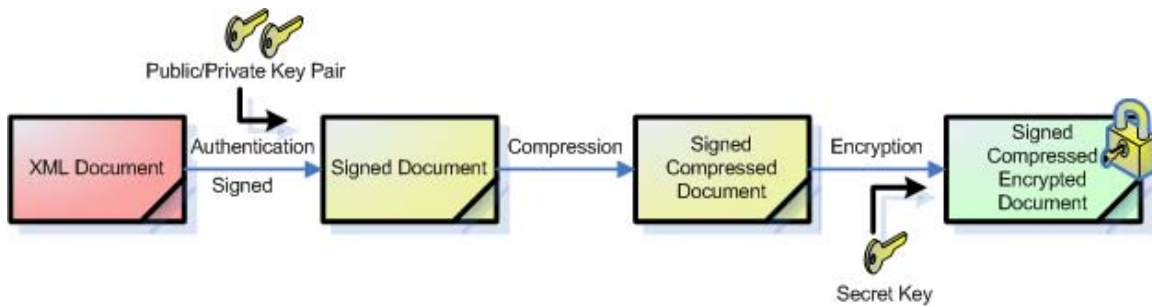 Public/Private Key Pair
XML Document
Authentication
Signed
Signed Document
Compression
Signed
Compressed
Document
Encryption
Signed
Compressed
Encrypted
Document
Secret Key